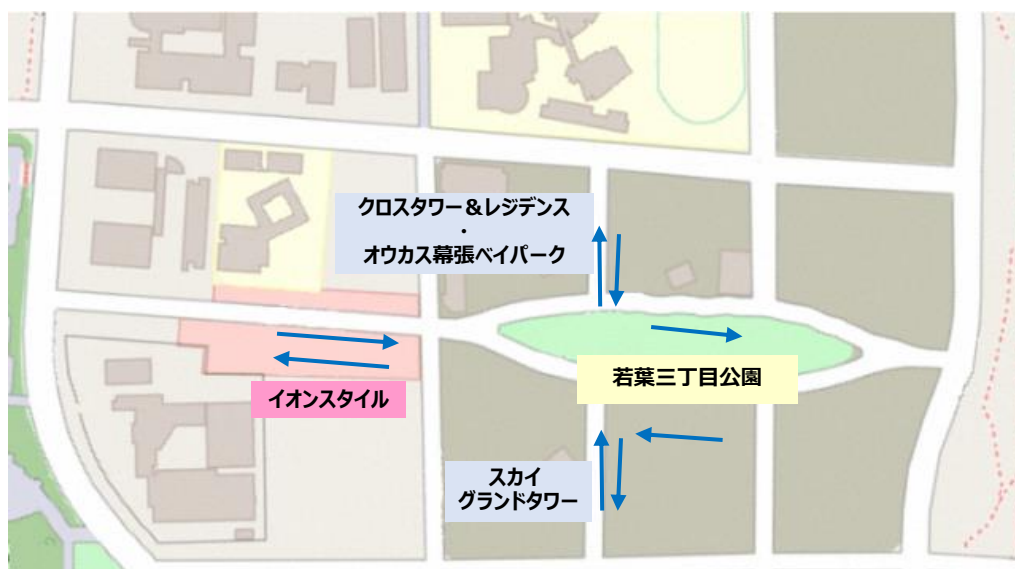 クロスタワー＆レジデンス
・
オウカス幕張ベイパーク
若葉三丁目公園
イオンスタイル
スカイ
グランドタワー